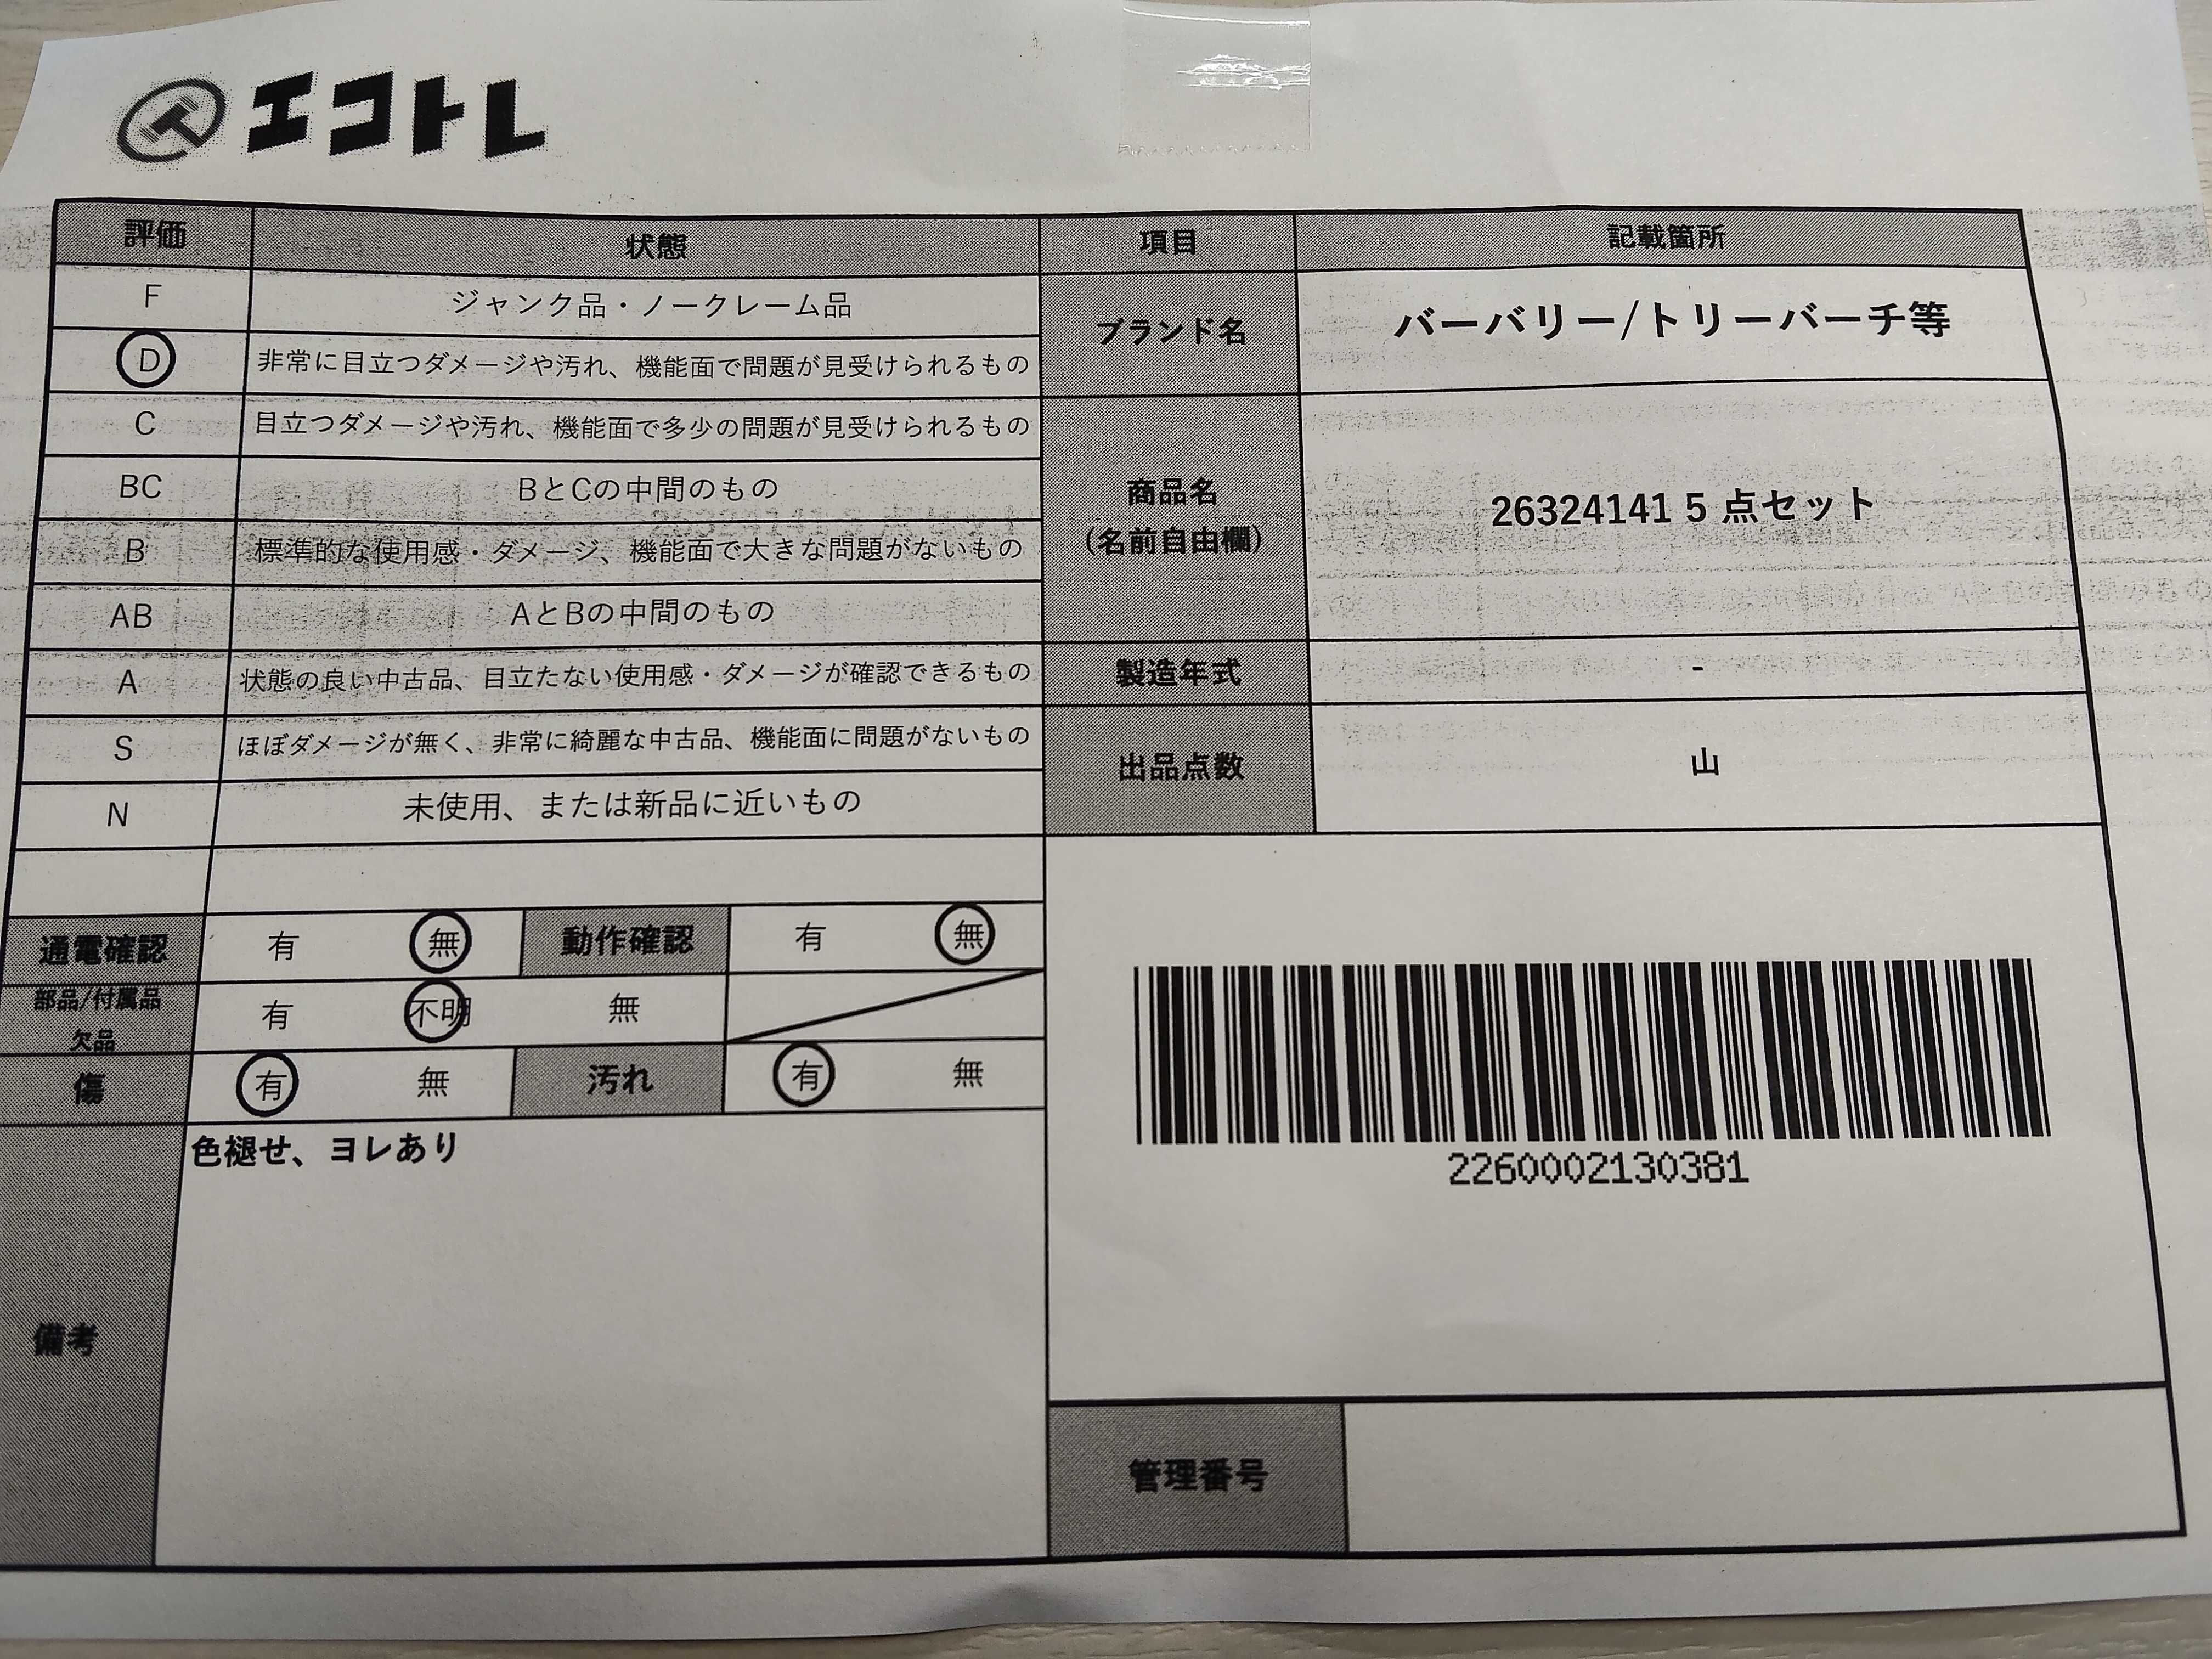 エコトレ
評価 状態 項目 記載箇所
F ジャンク品・ノークレーム品
D 非常に目立つダメージや汚れ、機能面で問題が見受けられるもの
ブランド名 バーバリー/トリーバーチ等
C 目立つダメージや汚れ、機能面で多少の問題が見受けられるもの
BC BとCの中間のもの
商品名
(名前自由欄)
26324141 5 点セット
B 標準的な使用感・ダメージ、機能面で大きな問題がないもの
AB AとBの中間のもの
A 状態の良い中古品、目立たない使用感・ダメージが確認できるもの
製造年式 -
S ほぼダメージが無く、非常に綺麗な中古品、機能面に問題がないもの
出品点数 山
N 未使用、または新品に近いもの
通電確認 有 無 動作確認 有 無
部品/付属品
欠品
有 不明 無
傷 有 無 汚れ 有 無
備考
色褪せ、ヨレあり
2260002130381
管理番号